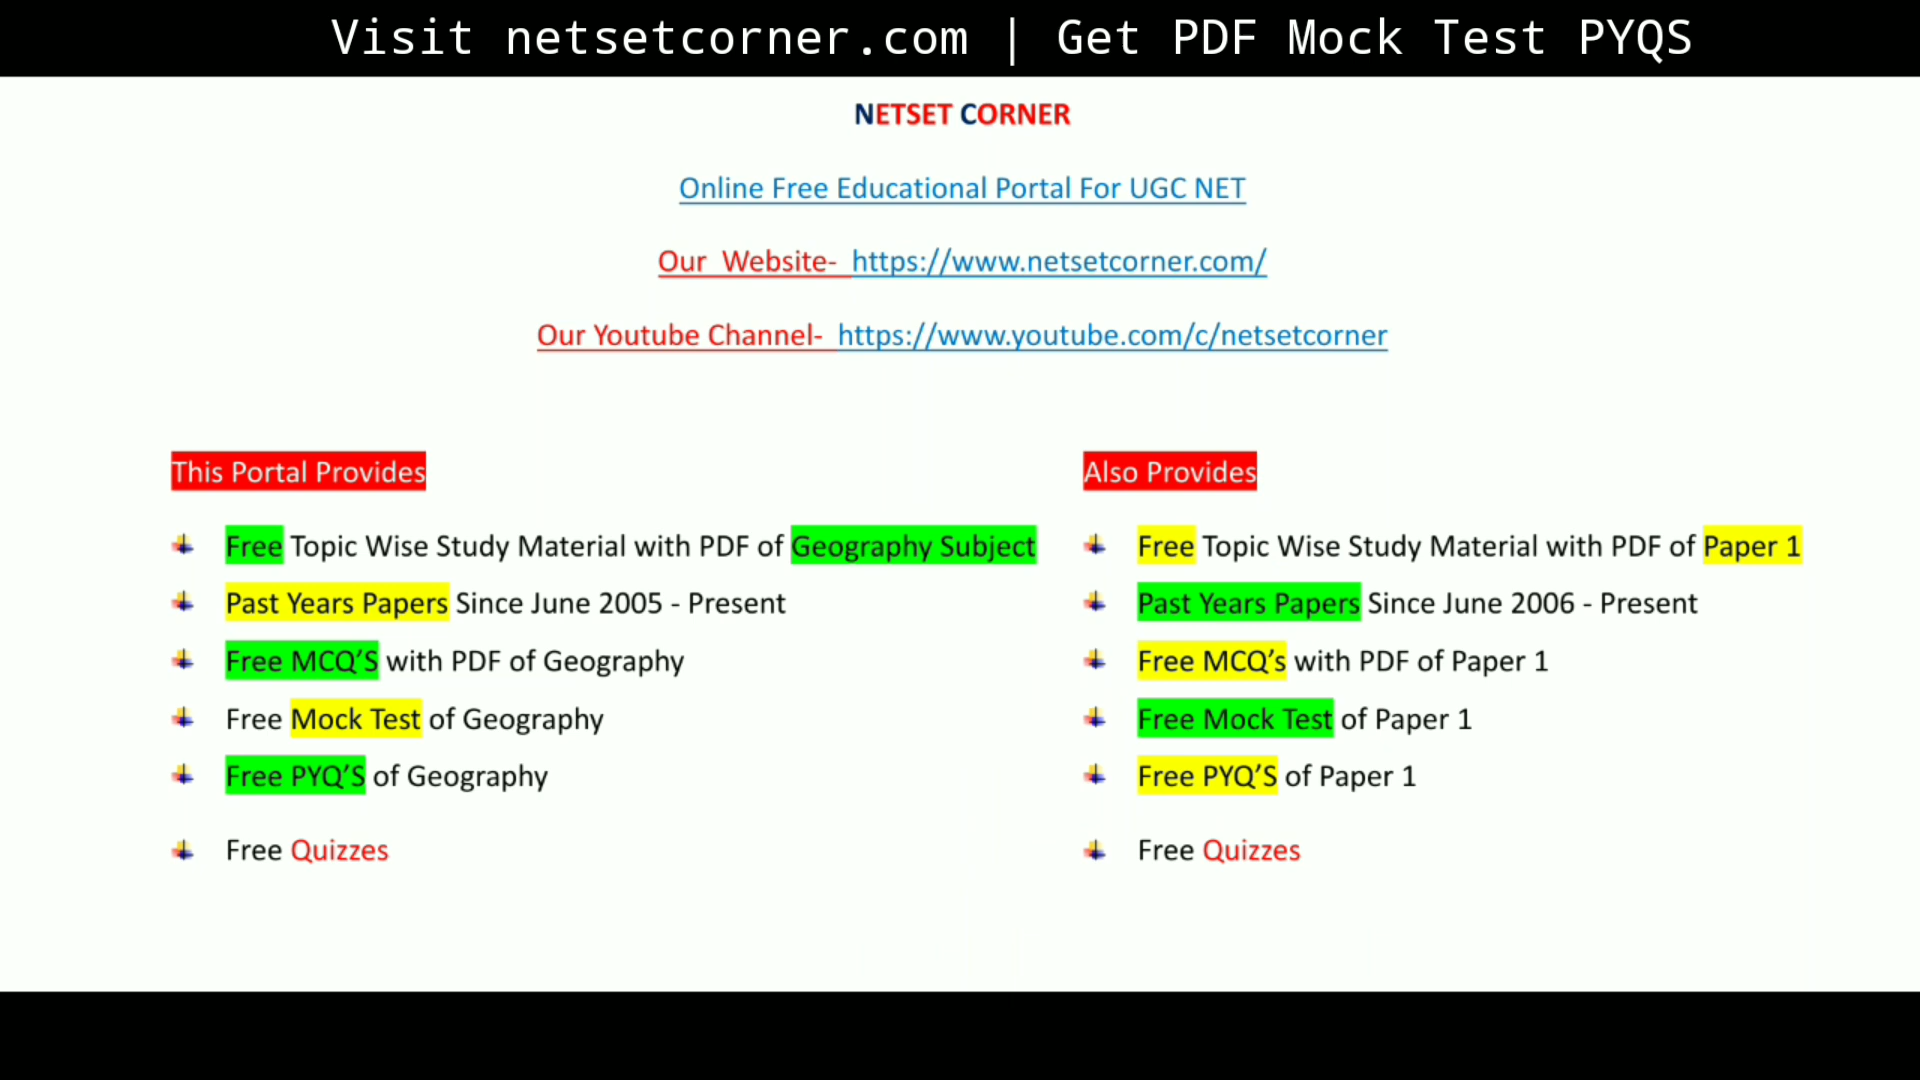 Visit netsetcorner.com | Get PDF Mock Test PYQS
NETSET CORNER
Online Free Educational Portal For UGC NET
Our Website- https://www.netsetcorner.com/
Our Youtube Channel- https://www.youtube.com/c/netsetcorner
This Portal Provides
Free Topic Wise Study Material with PDF of Geography Subject
Past Years Papers Since June 2005 - Present
Free MCQ’S with PDF of Geography
Free Mock Test of Geography
Free PYQ’S of Geography
Free Quizzes
Also Provides
Free Topic Wise Study Material with PDF of Paper 1
Past Years Papers Since June 2006 - Present
Free MCQ’s with PDF of Paper 1
Free Mock Test of Paper 1
Free PYQ’S of Paper 1
Free Quizzes